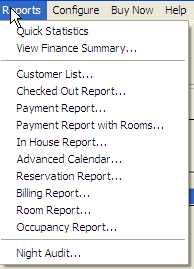 Reports Configure Buy Now Help
Quick Statistics
View Finance Summary...
Customer List...
Checked Out Report...
Payment Report...
Payment Report with Rooms...
In House Report...
Advanced Calendar...
Reservation Report...
Billing Report...
Room Report...
Occupancy Report...
Night Audit...